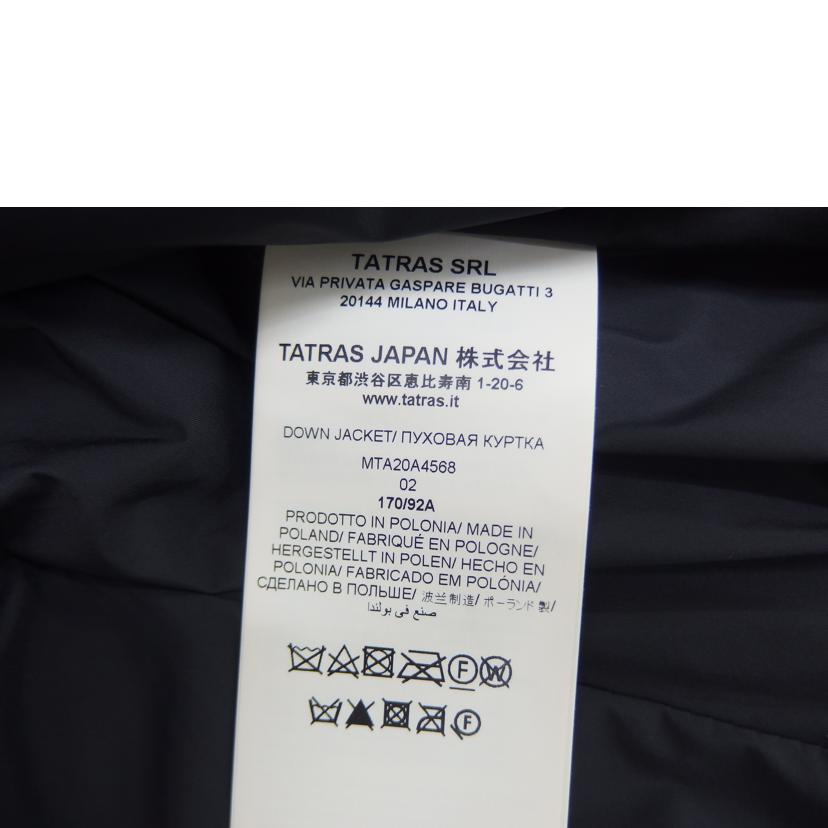 TATRAS SRL
VIA PRIVATA GASPARE BUGATTI 3
20144 MILANO ITALY
TATRAS JAPAN 株式会社
東京都渋谷区恵比寿南 1-20-6
www.tatras.it
DOWN JACKET/ ПУХОВАЯ КУРТКА
MTA20A4568
02
170/92A
PRODOTTO IN POLONIA/ MADE IN
POLAND/ FABRIQUÉ EN POLOGNE/
HERGESTELLT IN POLEN/ HECHO EN
POLONIA/ FABRICADO EM POLÓNIA/
СДЕЛАНО В ПОЛЬШЕ/ 波兰制造/ ポーランド 製/
صنع في بولندا
F W
F